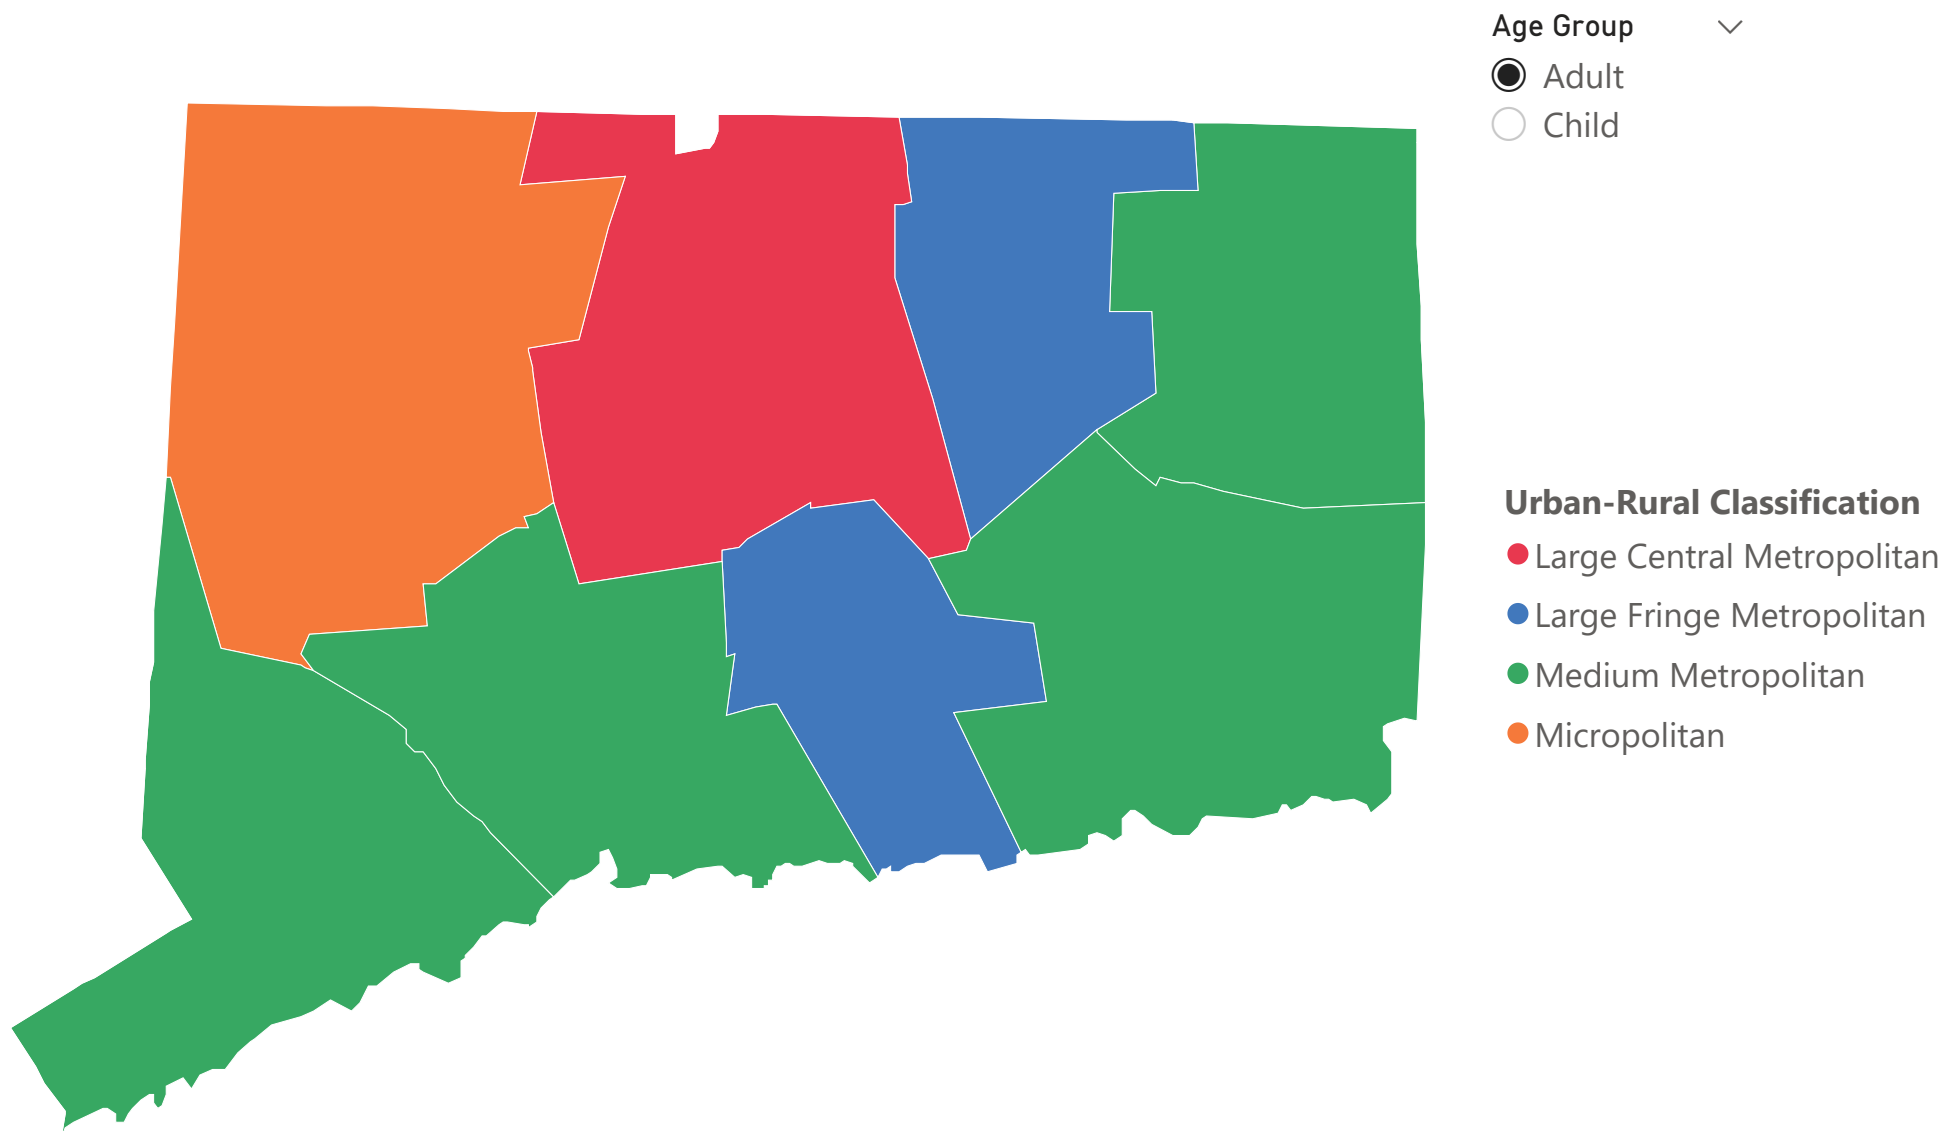 Age Group
Adult
Child
Urban-Rural Classification
Large Central Metropolitan
Large Fringe Metropolitan
Medium Metropolitan
Micropolitan